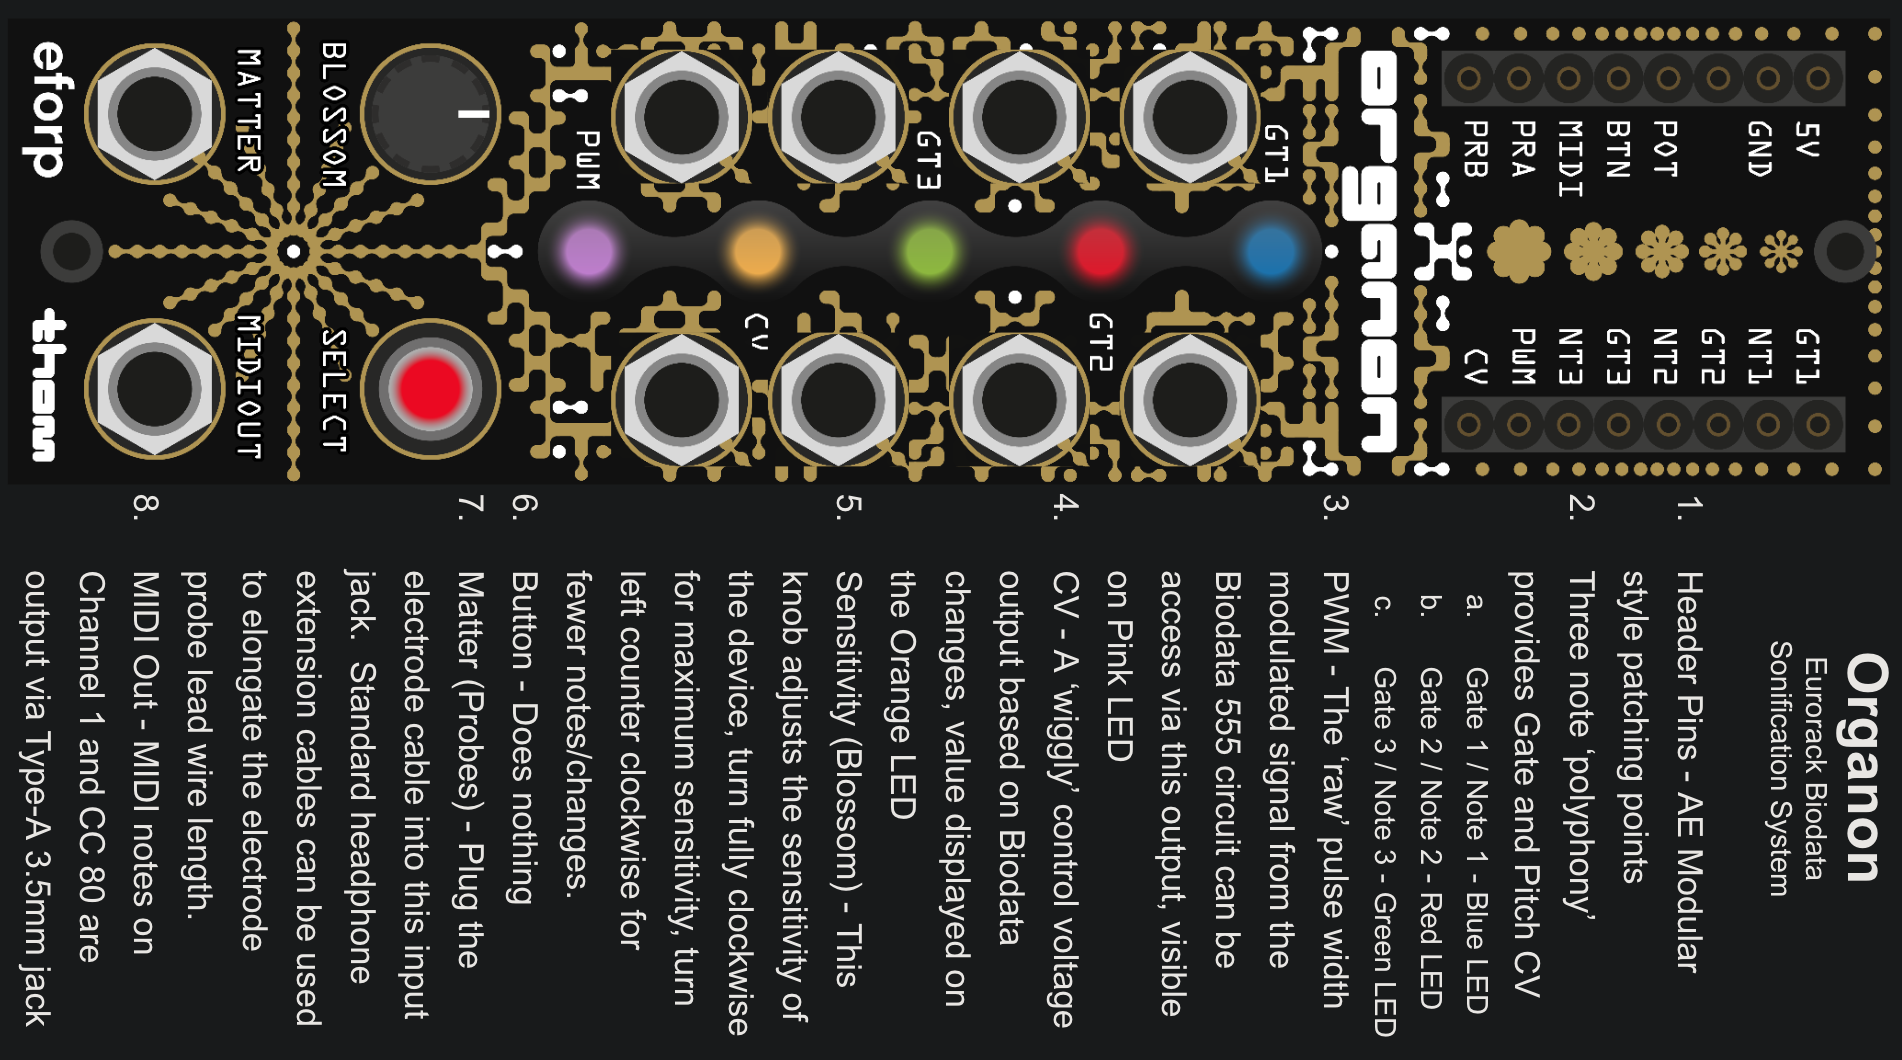 5V
GND
POT
BTN
MIDI
PRA
PRB
GT1
NT1
GT2
NT2
GT3
NT3
PWM
CV
organon
GT1
GT2
GT3
CV
PWM
BLOSSOM
SELECT
MATTER
MIDIOUT
eforp
tham
Organon
Eurorack Biodata
Sonification System
1. Header Pins - AE Modular
style patching points
2. Three note ‘polyphony’
provides Gate and Pitch CV
a. Gate 1 / Note 1 - Blue LED
b. Gate 2 / Note 2 - Red LED
c. Gate 3 / Note 3 - Green LED
3. PWM - The ‘raw’ pulse width
modulated signal from the
Biodata 555 circuit can be
access via this output, visible
on Pink LED
4. CV - A ‘wiggly’ control voltage
output based on Biodata
changes, value displayed on
the Orange LED
5. Sensitivity (Blossom) - This
knob adjusts the sensitivity of
the device, turn fully clockwise
for maximum sensitivity, turn
left counter clockwise for
fewer notes/changes.
6. Button - Does nothing
7. Matter (Probes) - Plug the
electrode cable into this input
jack. Standard headphone
extension cables can be used
to elongate the electrode
probe lead wire length.
8. MIDI Out - MIDI notes on
Channel 1 and CC 80 are
output via Type-A 3.5mm jack